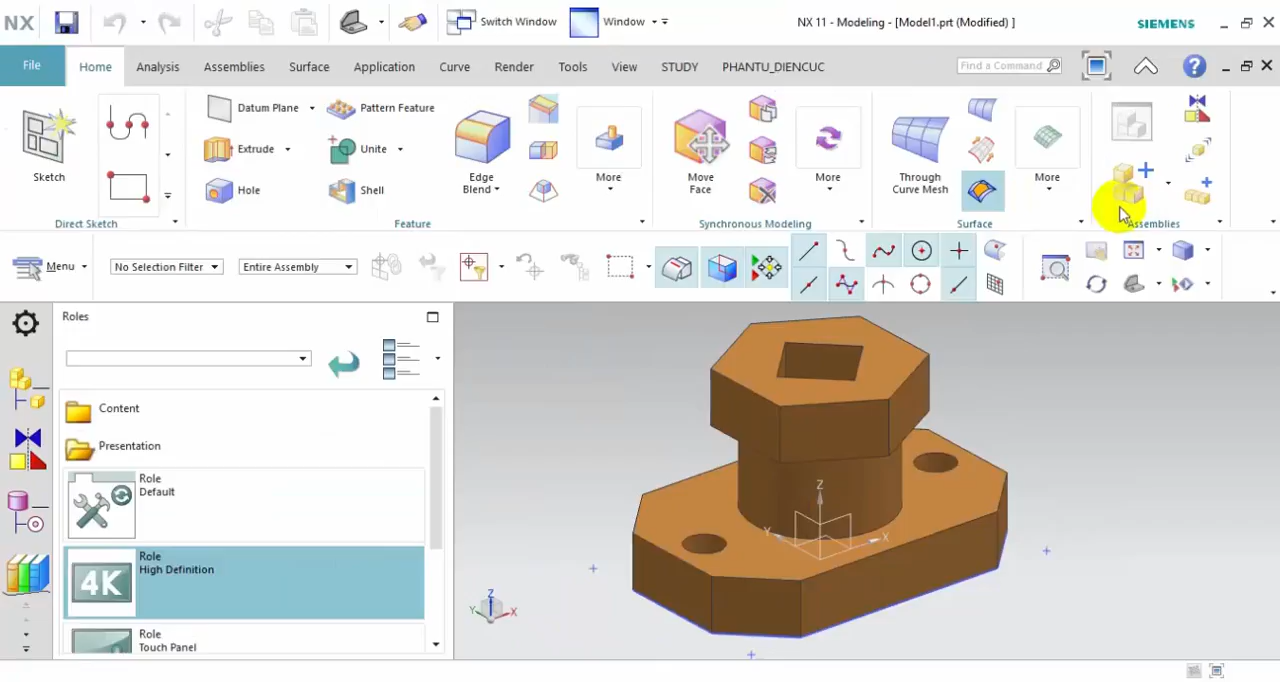 NX
Switch Window
Window
NX 11 - Modeling - [Model1.prt (Modified) ]
SIEMENS
File
Home
Analysis
Assemblies
Surface
Application
Curve
Render
Tools
View
STUDY
PHANTU_DIENCUC
Find a Command
Sketch
Datum Plane
Extrude
Hole
Pattern Feature
Unite
Shell
Edge
Blend
More
Move
Face
More
Through
Curve Mesh
More
Direct Sketch
Feature
Synchronous Modeling
Surface
Assemblies
Menu
No Selection Filter
Entire Assembly
Roles
Content
Presentation
Role
Default
4K
Role
High Definition
Role
Touch Panel
Z
Y
X
Z
Y
X